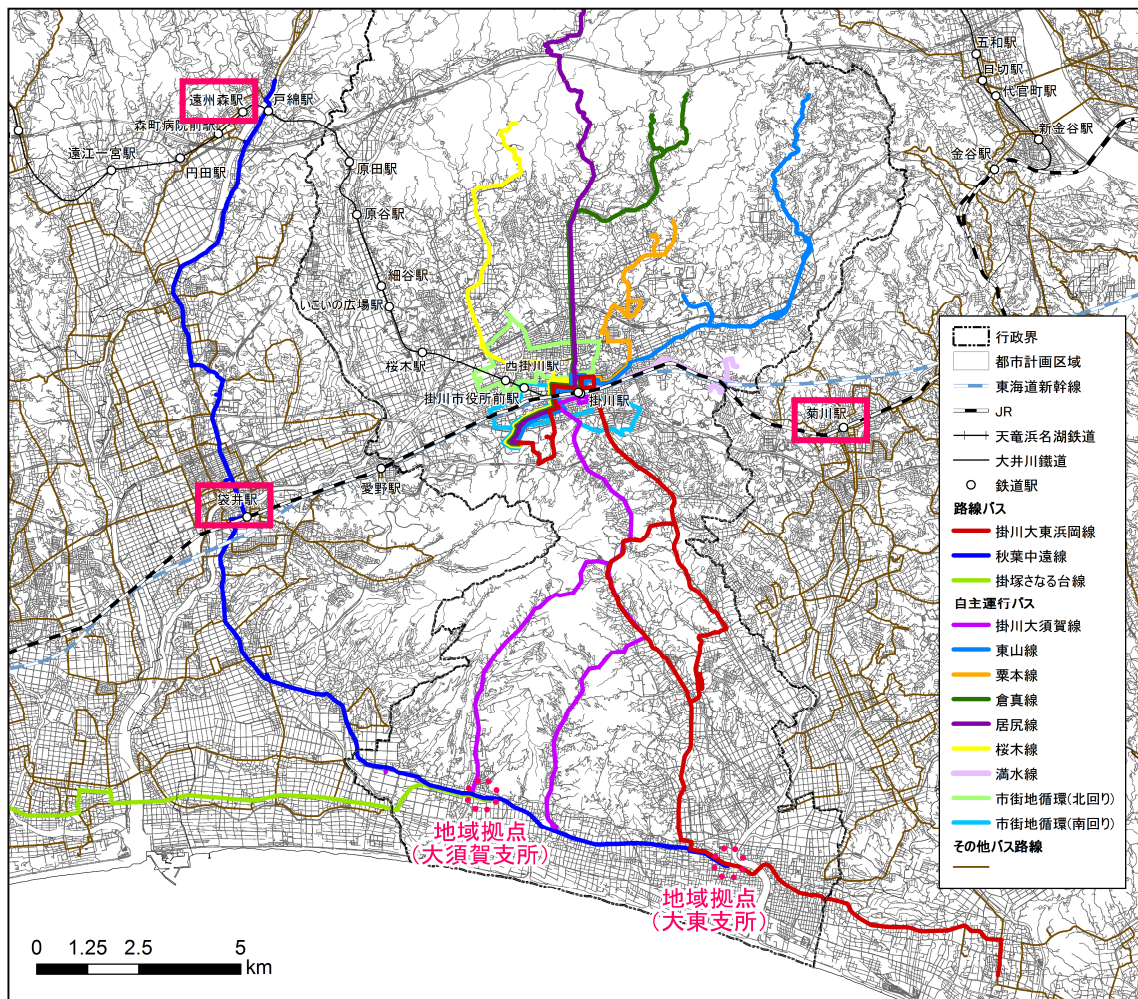 五和駅
日切駅
代官町駅
遠州森駅
戸綿駅
森町病院前駅
新金谷駅
遠江一宮駅
円田駅
原田駅
金谷駅
原谷駅
細谷駅
いこいの広場駅
桜木駅
西掛川駅
掛川市役所前駅
掛川駅
菊川駅
愛野駅
袋井駅
地域拠点
(大須賀支所)
地域拠点
(大東支所)
行政界
都市計画区域
東海道新幹線
JR
天竜浜名湖鉄道
大井川鐵道
鉄道駅
路線バス
掛川大東浜岡線
秋葉中遠線
掛塚さなる台線
自主運行バス
掛川大須賀線
東山線
粟本線
倉真線
居尻線
桜木線
満水線
市街地循環(北回り)
市街地循環(南回り)
その他バス路線
0 1.25 2.5 5
km